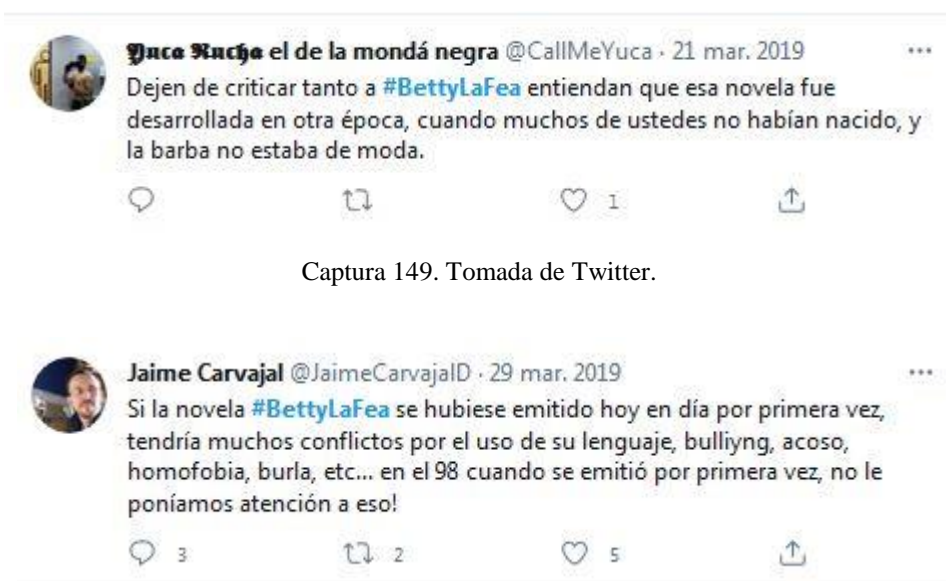 𝖄𝖚𝖈𝖆 𝕽𝖚𝖈𝖍𝖆 el de la mondá negra @CallMeYuca · 21 mar. 2019
Dejen de criticar tanto a #BettyLaFea entiendan que esa novela fue
desarrollada en otra época, cuando muchos de ustedes no habían nacido, y
la barba no estaba de moda.
1
Captura 149. Tomada de Twitter.
Jaime Carvajal @JaimeCarvajalD · 29 mar. 2019
Si la novela #BettyLaFea se hubiese emitido hoy en día por primera vez,
tendría muchos conflictos por el uso de su lenguaje, bulliyng, acoso,
homofobia, burla, etc... en el 98 cuando se emitió por primera vez, no le
poníamos atención a eso!
3 2 5